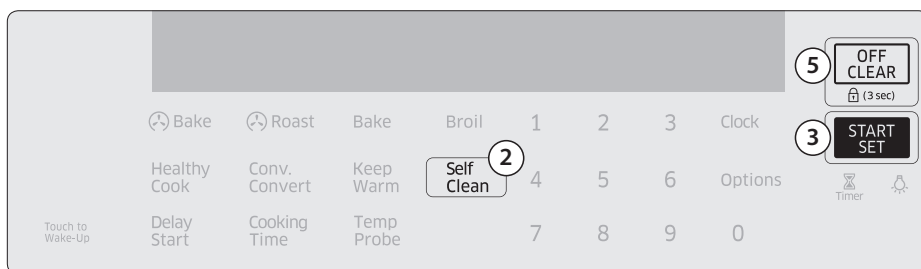 5
OFF
CLEAR
(3 sec)
Bake
Roast
Bake
Broil
1
2
3
Clock
3
START
SET
Healthy
Cook
Conv.
Convert
Keep
Warm
Self
Clean
2
4
5
6
Options
Timer
Touch to
Wake-Up
Delay
Start
Cooking
Time
Temp
Probe
7
8
9
0